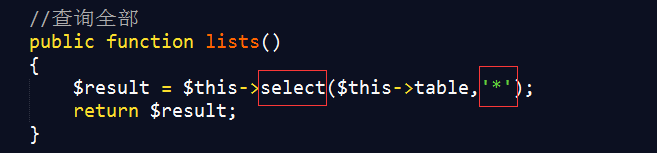 //查询全部
public function lists()
{
$result = $this->select($this->table,'*');
return $result;
}